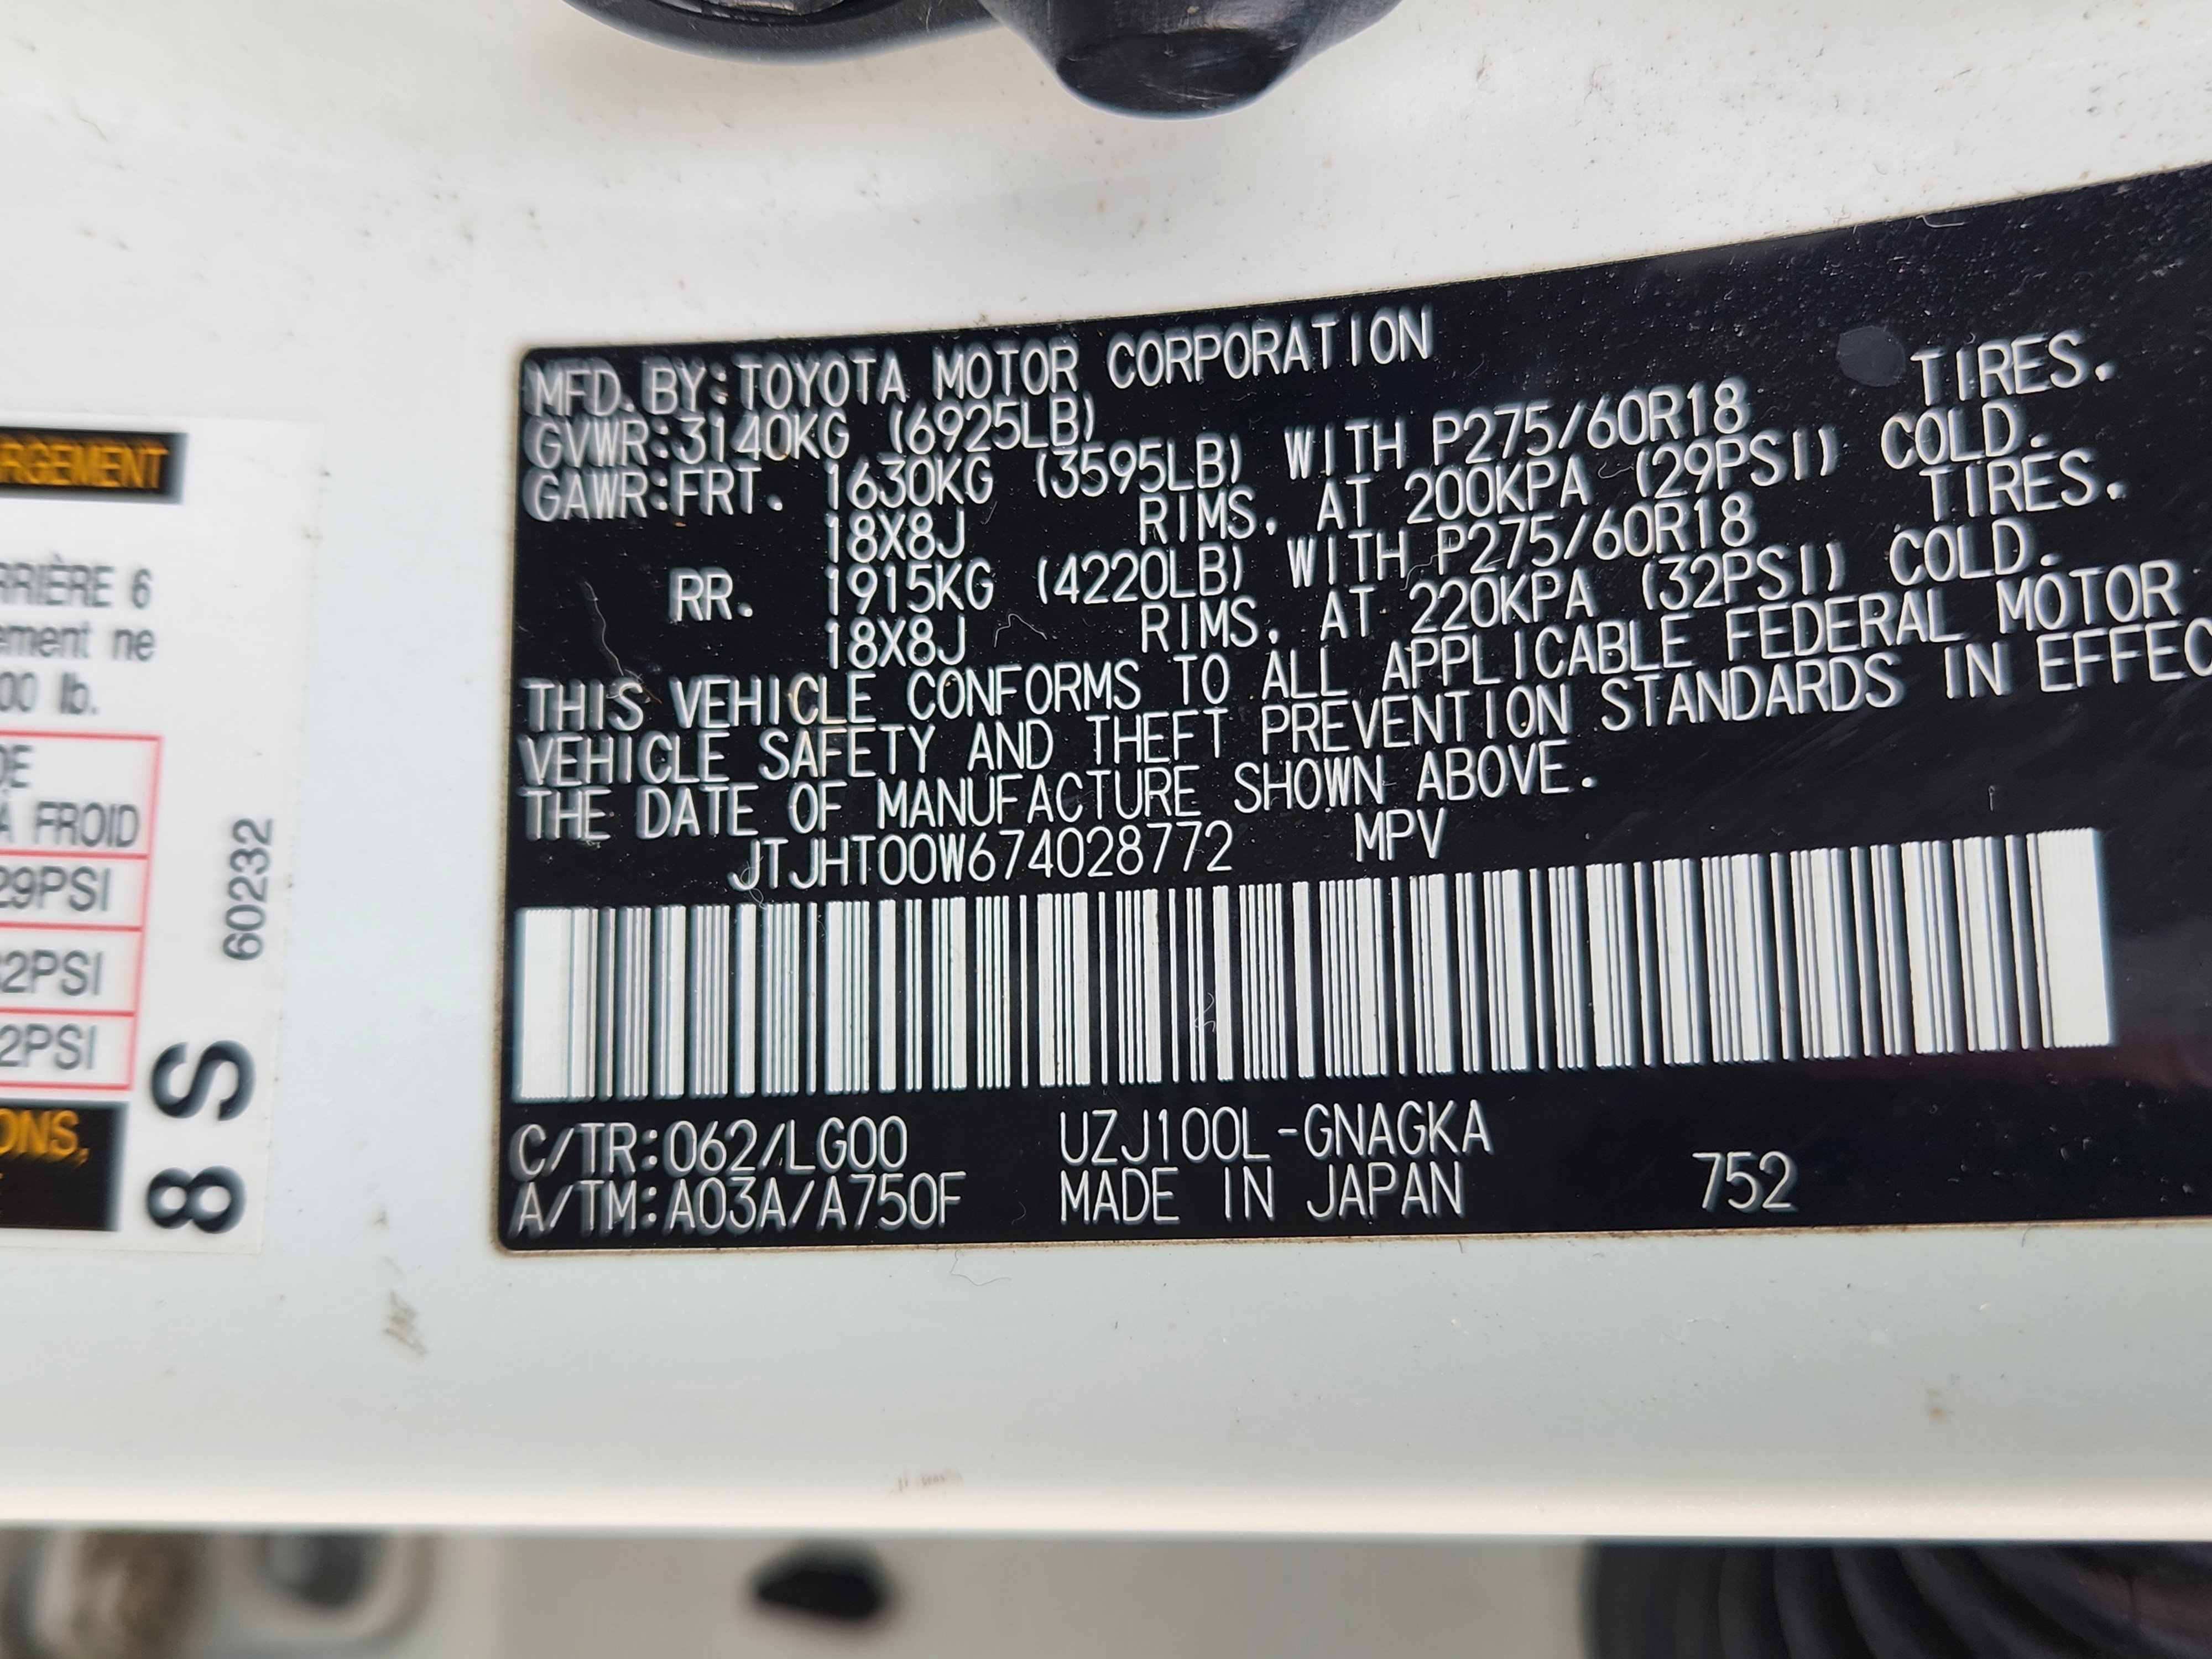 MFD.BY:TOYOTA MOTOR CORPORATION
GVWR:3140KG (6925LB)
GAWR:FRT. 1630KG (3595LB) WITH P275/60R18 TIRES.
18X8J RIMS, AT 200KPA (29PSI) COLD.
RR. 1915KG (4220LB) WITH P275/60R18 TIRES.
18X8J RIMS, AT 220KPA (32PSI) COLD.
THIS VEHICLE CONFORMS TO ALL APPLICABLE FEDERAL MOTOR
VEHICLE SAFETY AND THEFT PREVENTION STANDARDS IN EFFEC
THE DATE OF MANUFACTURE SHOWN ABOVE.
JTJHT00W674028772 MPV
C/TR:062/LG00 UZJ100L-GNAGKA
A/TM:A03A/A750F MADE IN JAPAN 752
RGEMENT
RRIÈRE 6
ement ne
00 lb.
DE
À FROID
29PSI
32PSI
2PSI
ONS,
60232
8 S